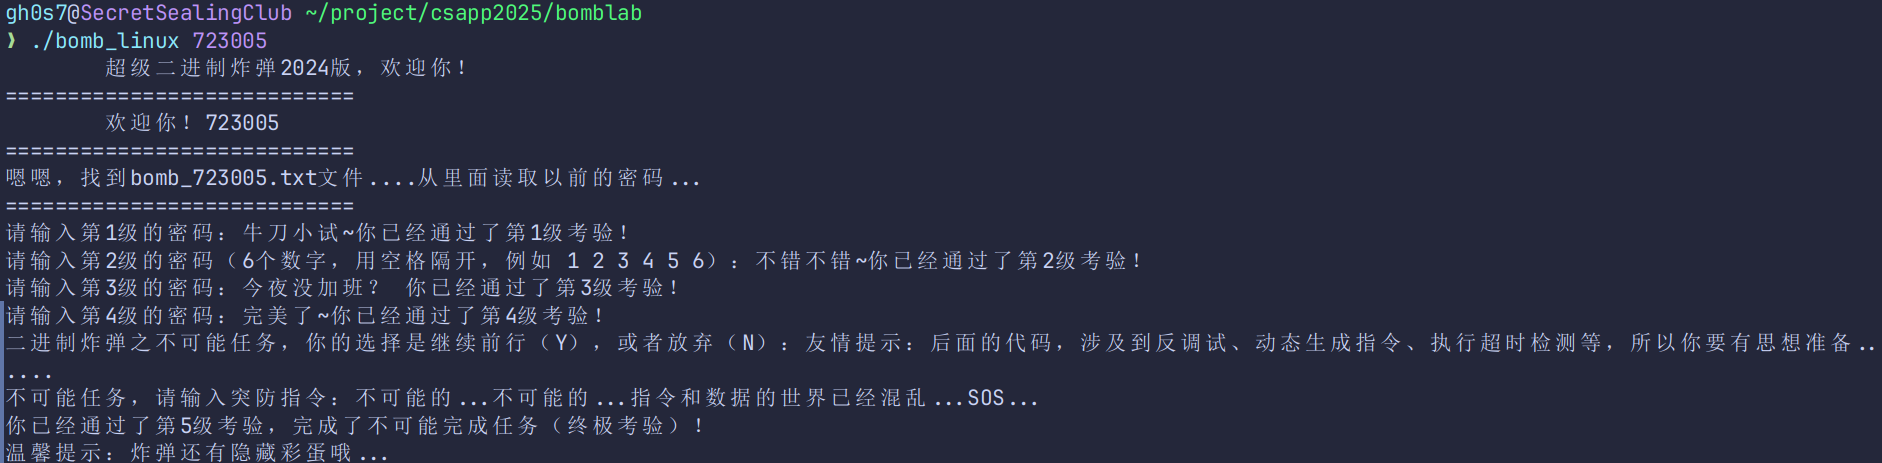 gh0s7@SecretSealingClub ~/project/csapp2025/bomblab
❯ ./bomb_linux 723005
超级二进制炸弹2024版，欢迎你！
============================
欢迎你！723005
============================
嗯嗯，找到bomb_723005.txt文件....从里面读取以前的密码...
============================
请输入第1级的密码：牛刀小试~你已经通过了第1级考验！
请输入第2级的密码（6个数字，用空格隔开，例如 1 2 3 4 5 6）：不错不错~你已经通过了第2级考验！
请输入第3级的密码：今夜没加班？ 你已经通过了第3级考验！
请输入第4级的密码：完美了~你已经通过了第4级考验！
二进制炸弹之不可能任务，你的选择是继续前行（Y），或者放弃（N）：友情提示：后面的代码，涉及到反调试、动态生成指令、执行超时检测等，所以你要有思想准备..
....
不可能任务，请输入突防指令：不可能的...不可能的...指令和数据的世界已经混乱...SOS...
你已经通过了第5级考验，完成了不可能完成任务（终极考验）！
温馨提示：炸弹还有隐藏彩蛋哦...